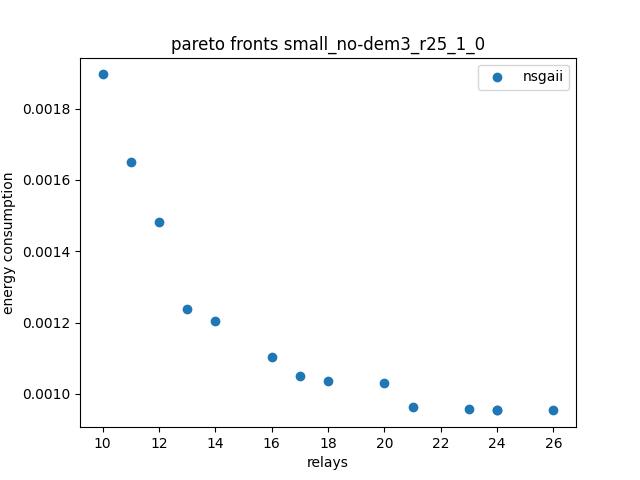 pareto fronts small_no-dem3_r25_1_0
nsgaii
energy consumption
0.0018
0.0016
0.0014
0.0012
0.0010
10 12 14 16 18 20 22 24 26
relays